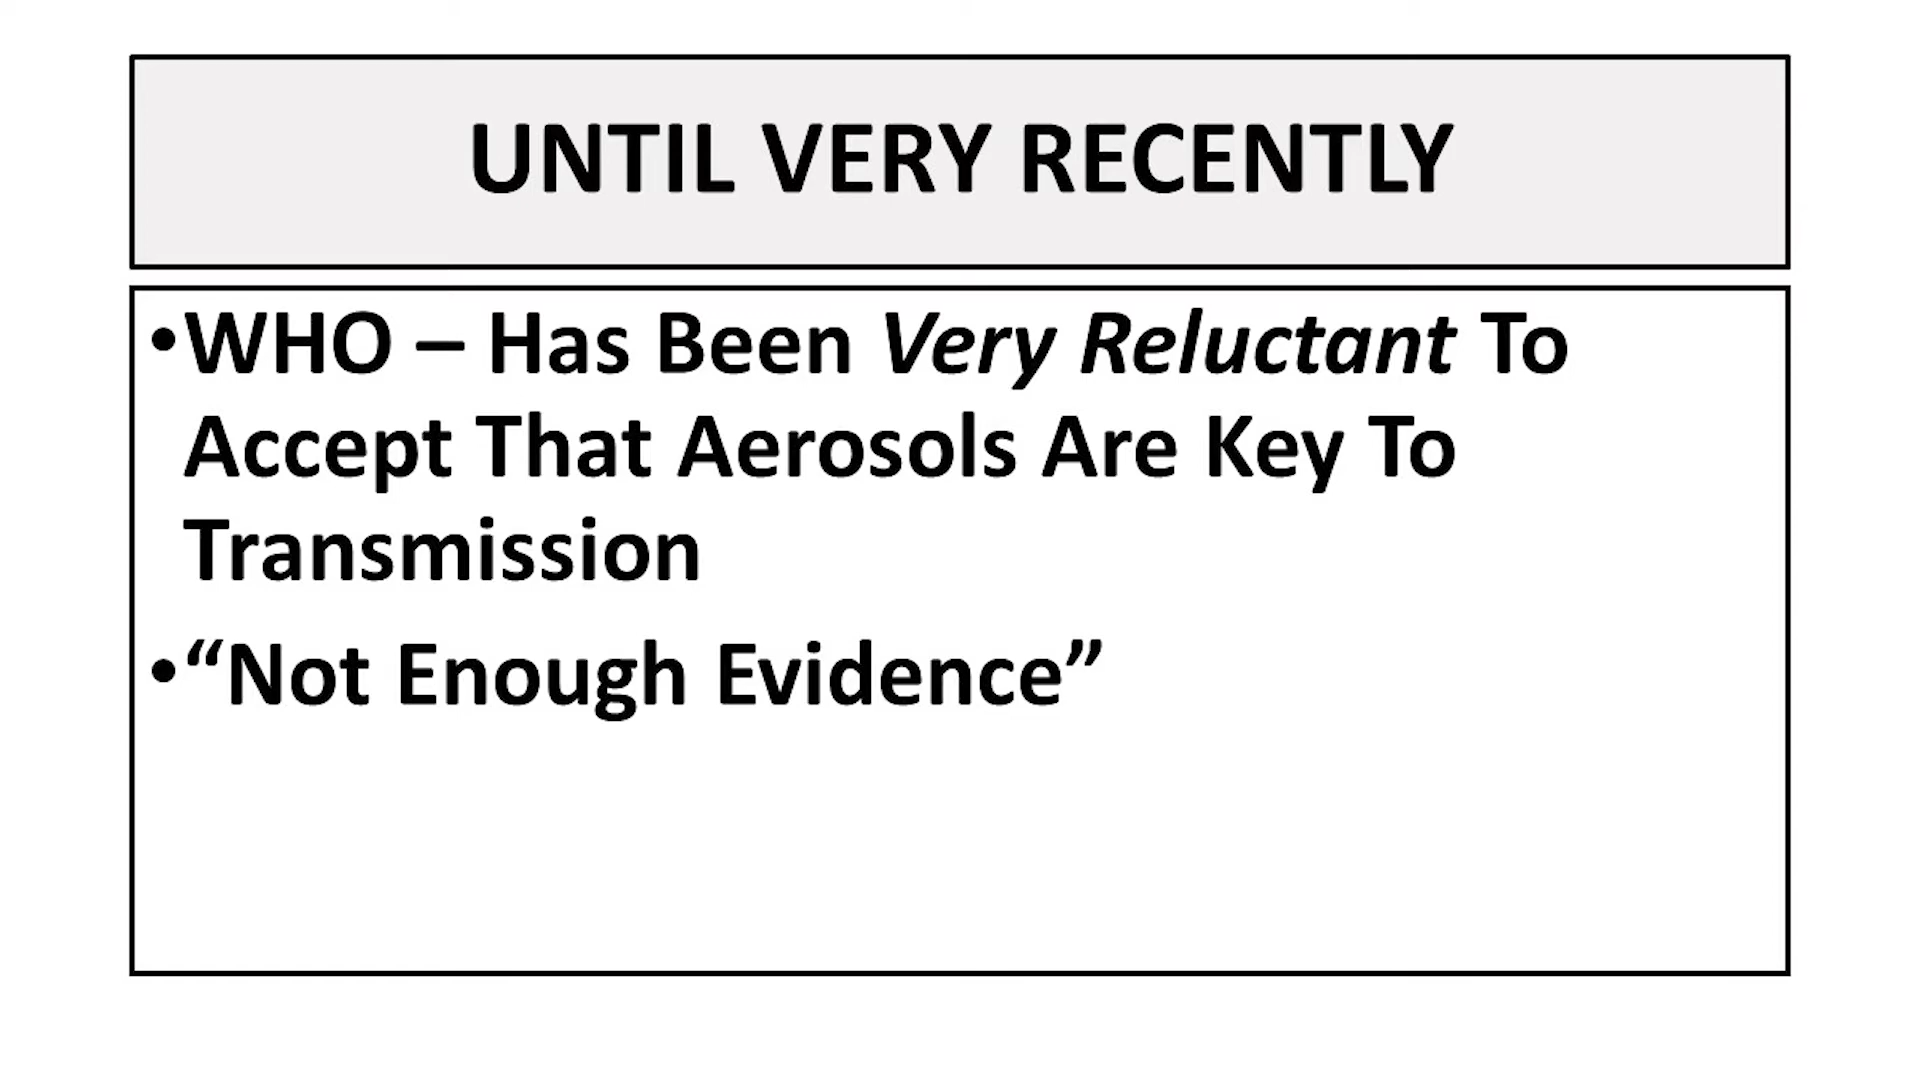 UNTIL VERY RECENTLY
•WHO – Has Been Very Reluctant To
Accept That Aerosols Are Key To
Transmission
•“Not Enough Evidence”